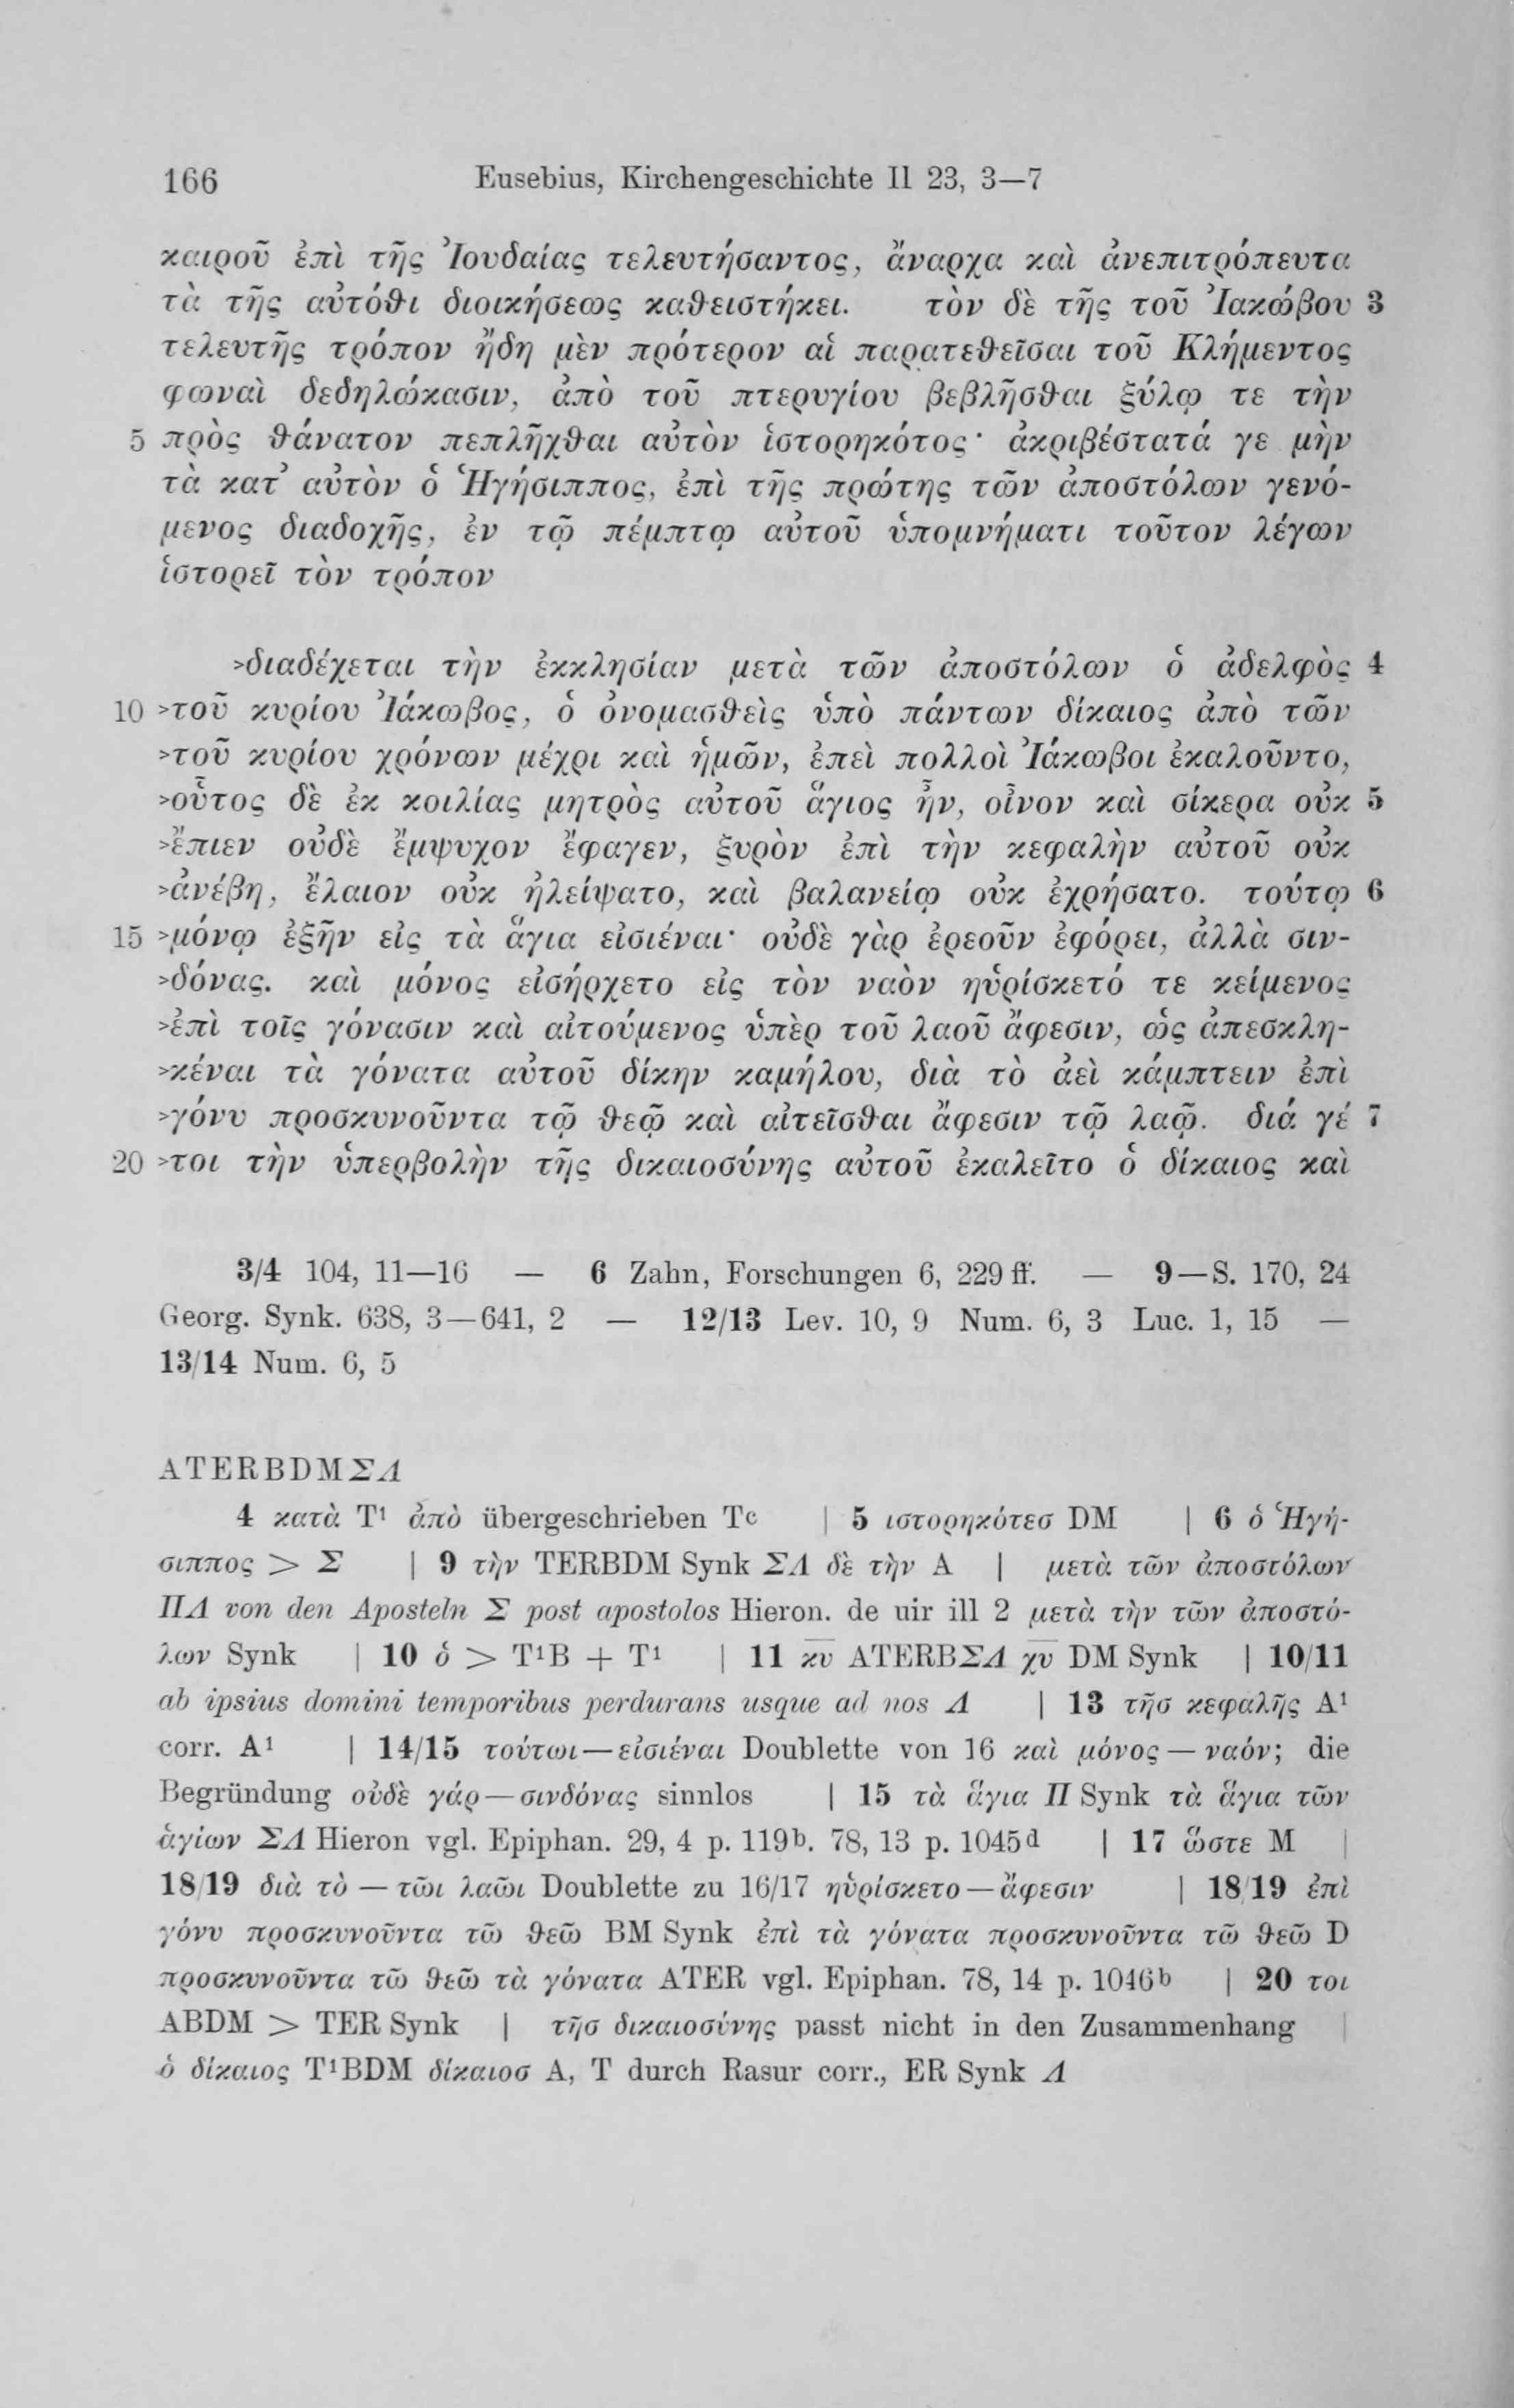 166 Eusebius, Kirchengeschichte II 23, 3—7
καιροῦ ἐπὶ τῆς Ἰουδαίας τελευτήσαντος, ἄναρχα καὶ ἀνεπιτρόπευτα
τὰ τῆς αὐτόθι διοικήσεως καθειστήκει. τὸν δὲ τῆς τοῦ Ἰακώβου 3
τελευτῆς τρόπον ἤδη μὲν πρότερον αἱ παρατεθεῖσαι τοῦ Κλήμεντος
φωναὶ δεδηλώκασιν, ἀπὸ τοῦ πτερυγίου βεβλῆσθαι ξύλῳ τε τὴν
5 πρὸς θάνατον πεπλῆχθαι αὐτὸν ἱστορηκότος· ἀκριβέστατά γε μὴν
τὰ κατ᾽ αὐτὸν ὁ Ἡγήσιππος, ἐπὶ τῆς πρώτης τῶν ἀποστόλων γενό-
μενος διαδοχῆς, ἐν τῷ πέμπτῳ αὐτοῦ ὑπομνήματι τοῦτον λέγων
ἱστορεῖ τὸν τρόπον
>διαδέχεται τὴν ἐκκλησίαν μετὰ τῶν ἀποστόλων ὁ ἀδελφὸς 4
10 >τοῦ κυρίου Ἰάκωβος, ὁ ὀνομασθεὶς ὑπὸ πάντων δίκαιος ἀπὸ τῶν
>τοῦ κυρίου χρόνων μέχρι καὶ ἡμῶν, ἐπεὶ πολλοὶ Ἰάκωβοι ἐκαλοῦντο,
>οὗτος δὲ ἐκ κοιλίας μητρὸς αὐτοῦ ἅγιος ἦν, οἶνον καὶ σίκερα οὐκ 5
>ἔπιεν οὐδὲ ἔμψυχον ἔφαγεν, ξυρὸν ἐπὶ τὴν κεφαλὴν αὐτοῦ οὐκ
>ἀνέβη, ἔλαιον οὐκ ἠλείψατο, καὶ βαλανείῳ οὐκ ἐχρήσατο. τούτῳ 6
15 >μόνῳ ἐξῆν εἰς τὰ ἅγια εἰσιέναι· οὐδὲ γὰρ ἐρεοῦν ἐφόρει, ἀλλὰ σιν-
>δόνας. καὶ μόνος εἰσήρχετο εἰς τὸν ναὸν ηὑρίσκετό τε κείμενος
>ἐπὶ τοῖς γόνασιν καὶ αἰτούμενος ὑπὲρ τοῦ λαοῦ ἄφεσιν, ὡς ἀπεσκλη-
>κέναι τὰ γόνατα αὐτοῦ δίκην καμήλου, διὰ τὸ ἀεὶ κάμπτειν ἐπὶ
>γόνυ προσκυνοῦντα τῷ θεῷ καὶ αἰτεῖσθαι ἄφεσιν τῷ λαῷ. διά γέ 7
20 >τοι τὴν ὑπερβολὴν τῆς δικαιοσύνης αὐτοῦ ἐκαλεῖτο ὁ δίκαιος καὶ
3/4 104, 11—16 — 6 Zahn, Forschungen 6, 229 ff. — 9—S. 170, 24
Georg. Synk. 638, 3—641, 2 — 12/13 Lev. 10, 9 Num. 6, 3 Luc. 1, 15 —
13/14 Num. 6, 5
ATERBDMΣΛ
4 κατὰ T¹ ἀπὸ übergeschrieben Tᶜ | 5 ιστορηκότεσ DM | 6 ὁ Ἡγή-
σιππος > Σ | 9 τὴν TERBDM Synk ΣΛ δὲ τὴν A | μετὰ τῶν ἀποστόλων
ΠΛ von den Aposteln Σ post apostolos Hieron. de uir ill 2 μετὰ τὴν τῶν ἀποστό-
λων Synk | 10 ὁ > T¹B + T¹ | 11 κ̅υ̅ ATERBΣΛ χ̅υ̅ DM Synk | 10/11
ab ipsius domini temporibus perdurans usque ad nos Λ | 13 τῆσ κεφαλῆς A¹
corr. A¹ | 14/15 τούτωι—εἰσιέναι Doublette von 16 καὶ μόνος — ναόν; die
Begründung οὐδὲ γάρ—σινδόνας sinnlos | 15 τὰ ἅγια Π Synk τὰ ἅγια τῶν
ἁγίων ΣΛ Hieron vgl. Epiphan. 29, 4 p. 119ᵇ. 78, 13 p. 1045ᵈ | 17 ὥστε M |
18/19 διὰ τὸ — τῶι λαῶι Doublette zu 16/17 ηὑρίσκετο—ἄφεσιν | 18/19 ἐπὶ
γόνυ προσκυνοῦντα τῶ θεῶ BM Synk ἐπὶ τὰ γόνατα προσκυνοῦντα τῶ θεῶ D
προσκυνοῦντα τῶ θεῶ τὰ γόνατα ATER vgl. Epiphan. 78, 14 p. 1046ᵇ | 20 τοι
ABDM > TER Synk | τῆσ δικαιοσύνης passt nicht in den Zusammenhang |
ὁ δίκαιος T¹BDM δίκαιοσ A, T durch Rasur corr., ER Synk Λ